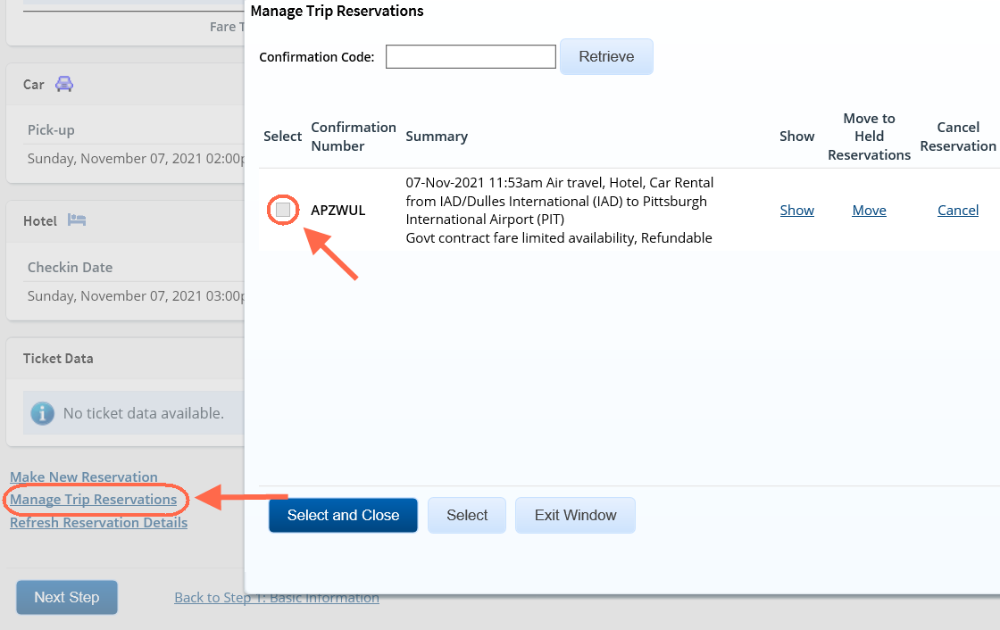 Manage Trip Reservations
Fare T
Confirmation Code:
Retrieve
Car
Pick-up
Sunday, November 07, 2021 02:00p
Hotel
Checkin Date
Sunday, November 07, 2021 03:00p
Ticket Data
No ticket data available.
Make New Reservation
Manage Trip Reservations
Refresh Reservation Details
Next Step
Back to Step 1: Basic Information
Select
Confirmation
Number
Summary
Show
Move to
Held
Reservations
Cancel
Reservation
APZWUL
07-Nov-2021 11:53am Air travel, Hotel, Car Rental
from IAD/Dulles International (IAD) to Pittsburgh
International Airport (PIT)
Govt contract fare limited availability, Refundable
Show
Move
Cancel
Select and Close
Select
Exit Window